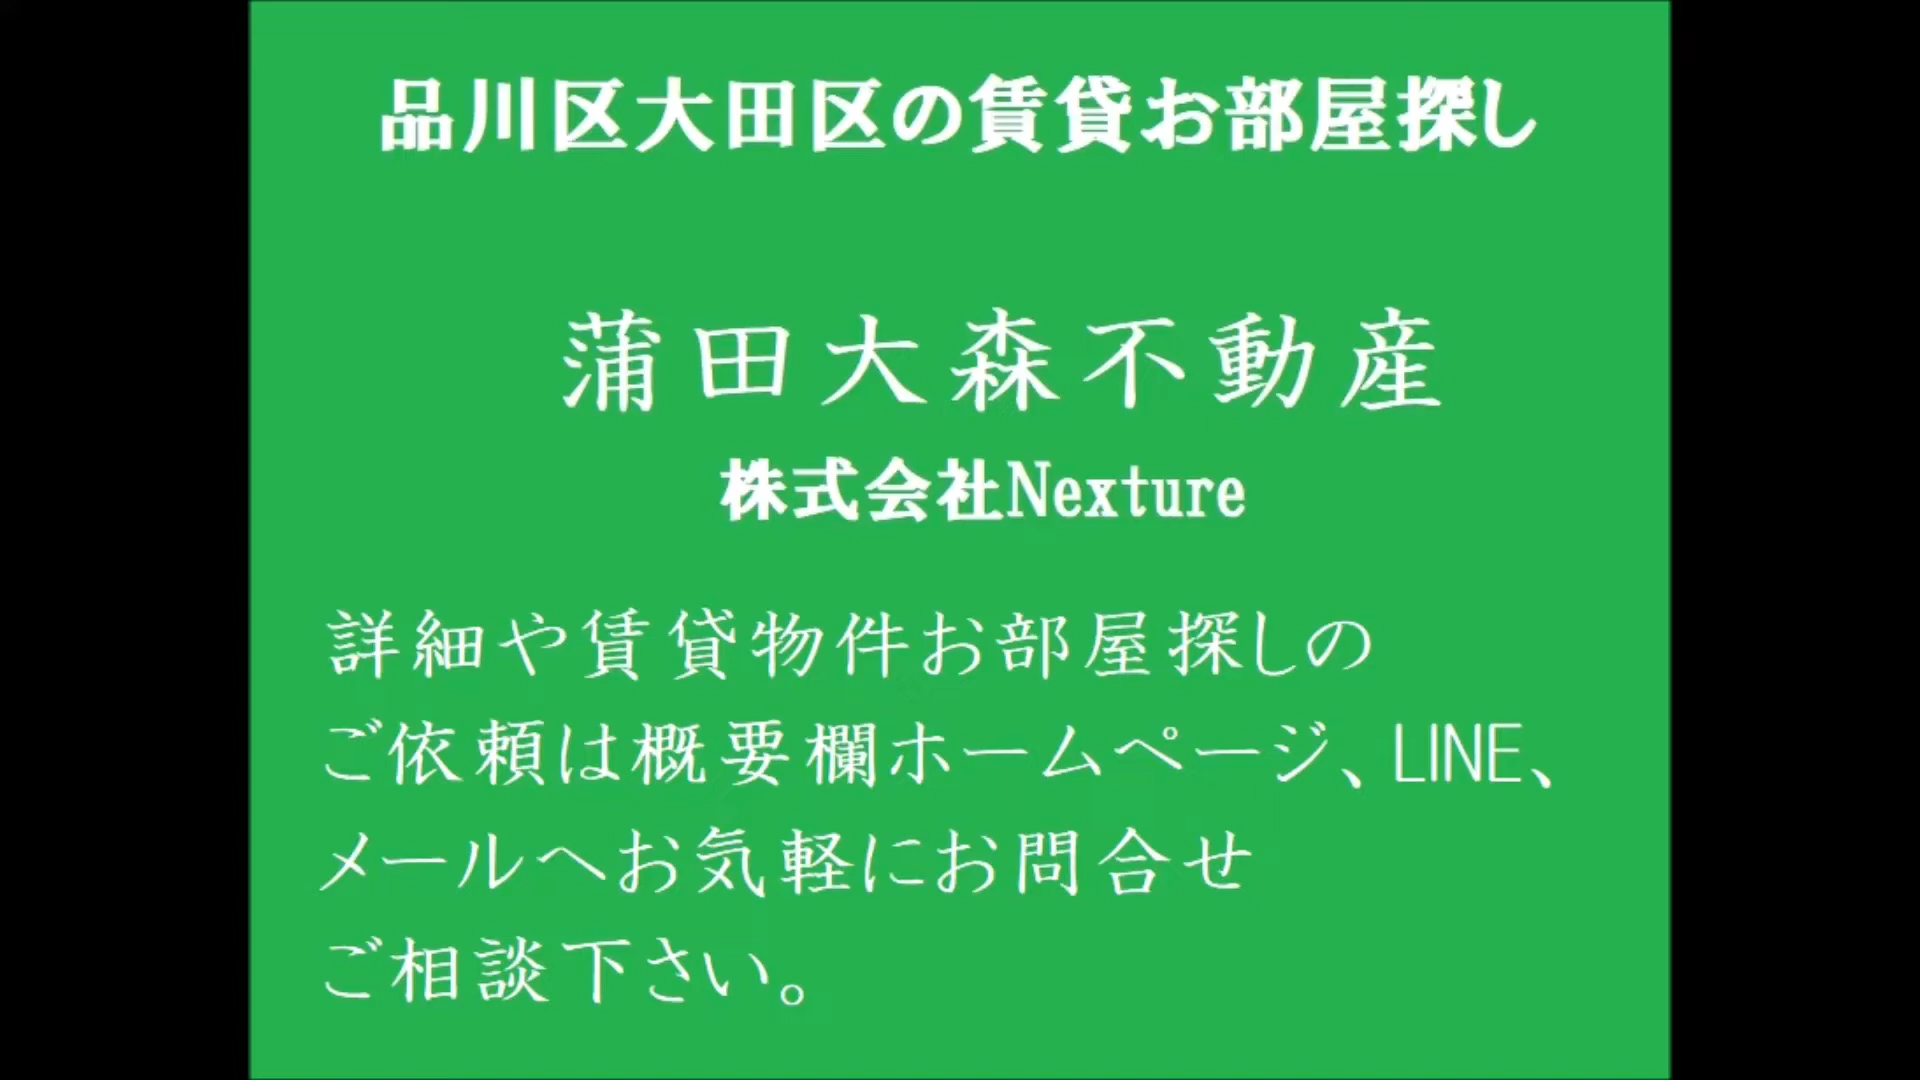 品川区大田区の賃貸お部屋探し
蒲田大森不動産
株式会社Nexture
詳細や賃貸物件お部屋探しの
ご依頼は概要欄ホームページ、LINE、
メールへお気軽にお問合せ
ご相談下さい。